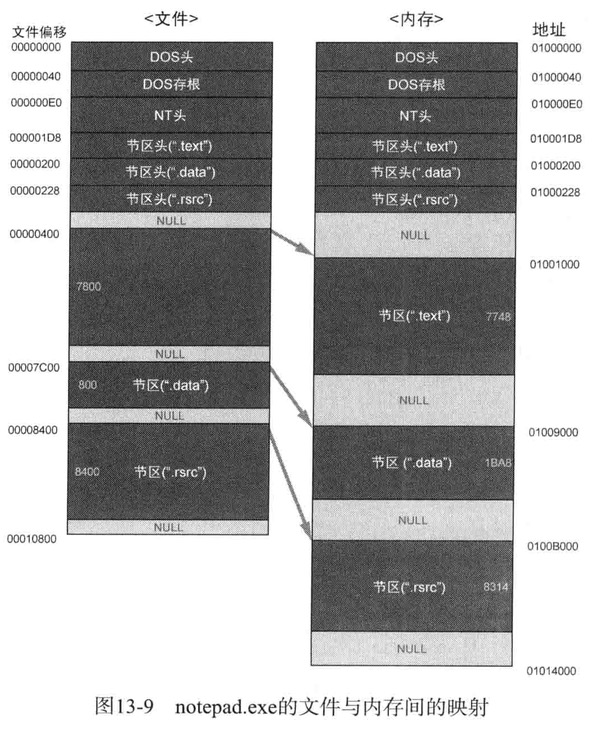 <文件>
<内存>
文件偏移
地址
00000000
DOS头
DOS头
01000000
00000040
DOS存根
DOS存根
01000040
000000E0
NT头
NT头
010000E0
000001D8
节区头(“.text”)
节区头(“.text”)
010001D8
00000200
节区头(“.data”)
节区头(“.data”)
01000200
00000228
节区头(“.rsrc”)
节区头(“.rsrc”)
01000228
NULL
NULL
00000400
01001000
7800
节区(“.text”)
7748
NULL
00007C00
800
节区(“.data”)
NULL
NULL
00008400
01009000
8400
节区(“.rsrc”)
节区 (“.data”)
1BA8
NULL
NULL
00010800
0100B000
节区(“.rsrc”)
8314
NULL
01014000
图13-9 notepad.exe的文件与内存间的映射